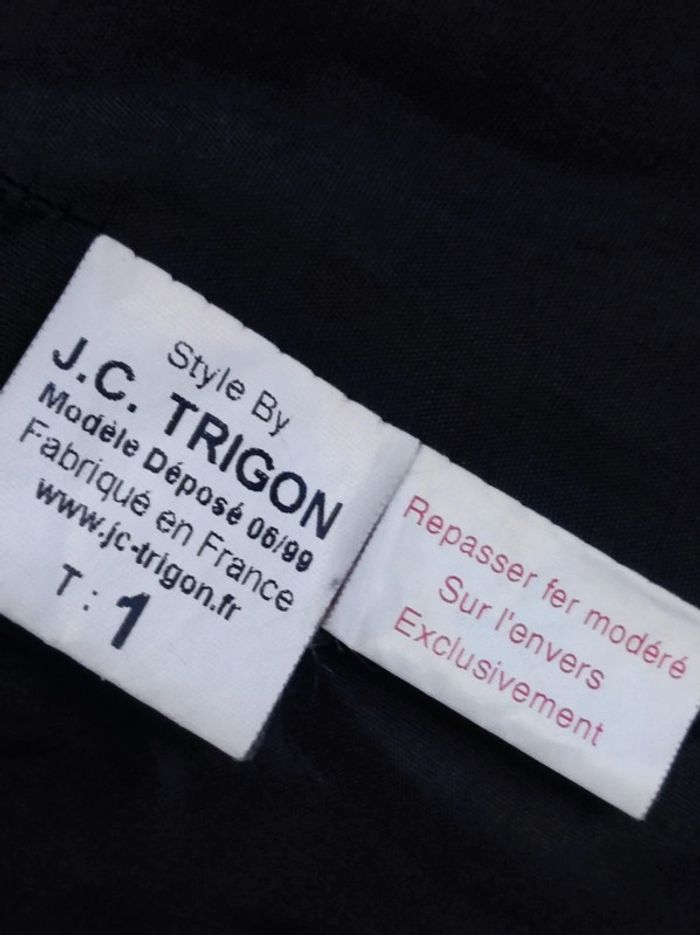 Style By
J.C. TRIGON
Modèle Déposé 06/99
Fabriqué en France
www.jc-trigon.fr
T: 1
Repasser fer modéré
Sur l'envers
Exclusivement